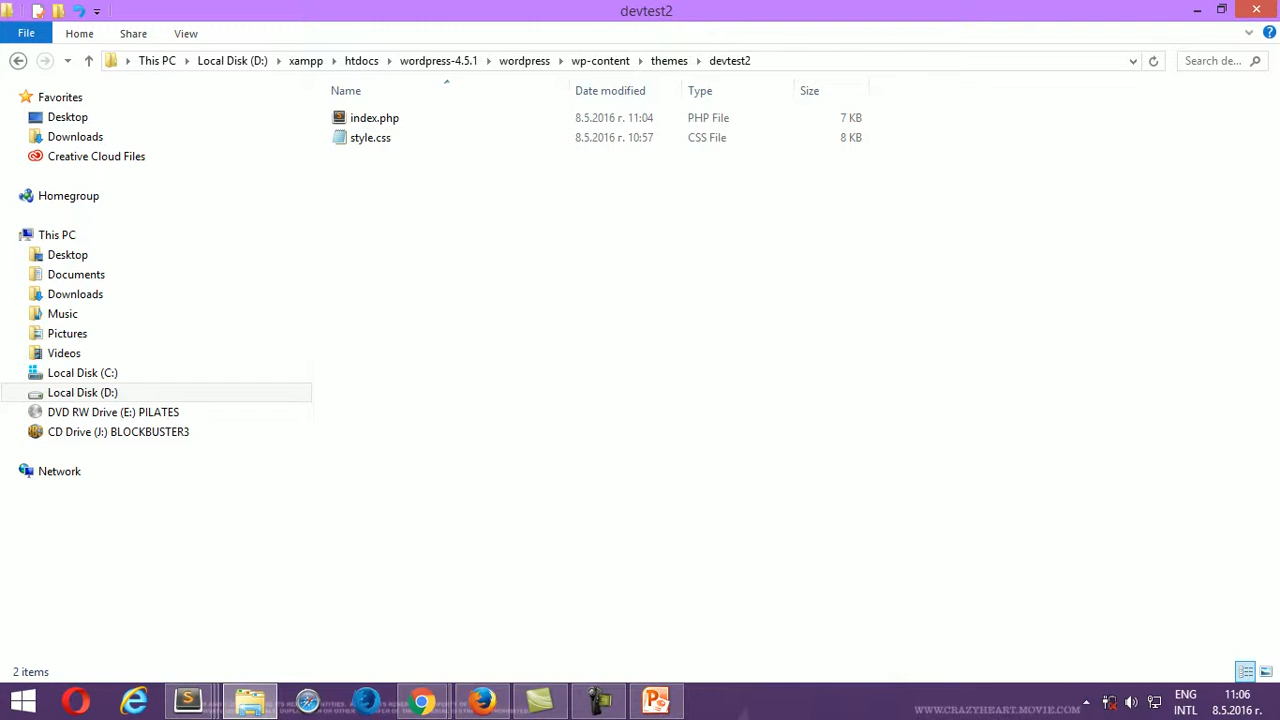 devtest2
File Home Share View
This PC Local Disk (D:) xampp htdocs wordpress-4.5.1 wordpress wp-content themes devtest2 Search de...
Name Date modified Type Size
index.php 8.5.2016 г. 11:04 PHP File 7 KB
style.css 8.5.2016 г. 10:57 CSS File 8 KB
Favorites
Desktop
Downloads
Creative Cloud Files
Homegroup
This PC
Desktop
Documents
Downloads
Music
Pictures
Videos
Local Disk (C:)
Local Disk (D:)
DVD RW Drive (E:) PILATES
CD Drive (J:) BLOCKBUSTER3
Network
2 items
WWW.CRAZYHEART.MOVIE.COM
ENG 11:06
INTL 8.5.2016 г.